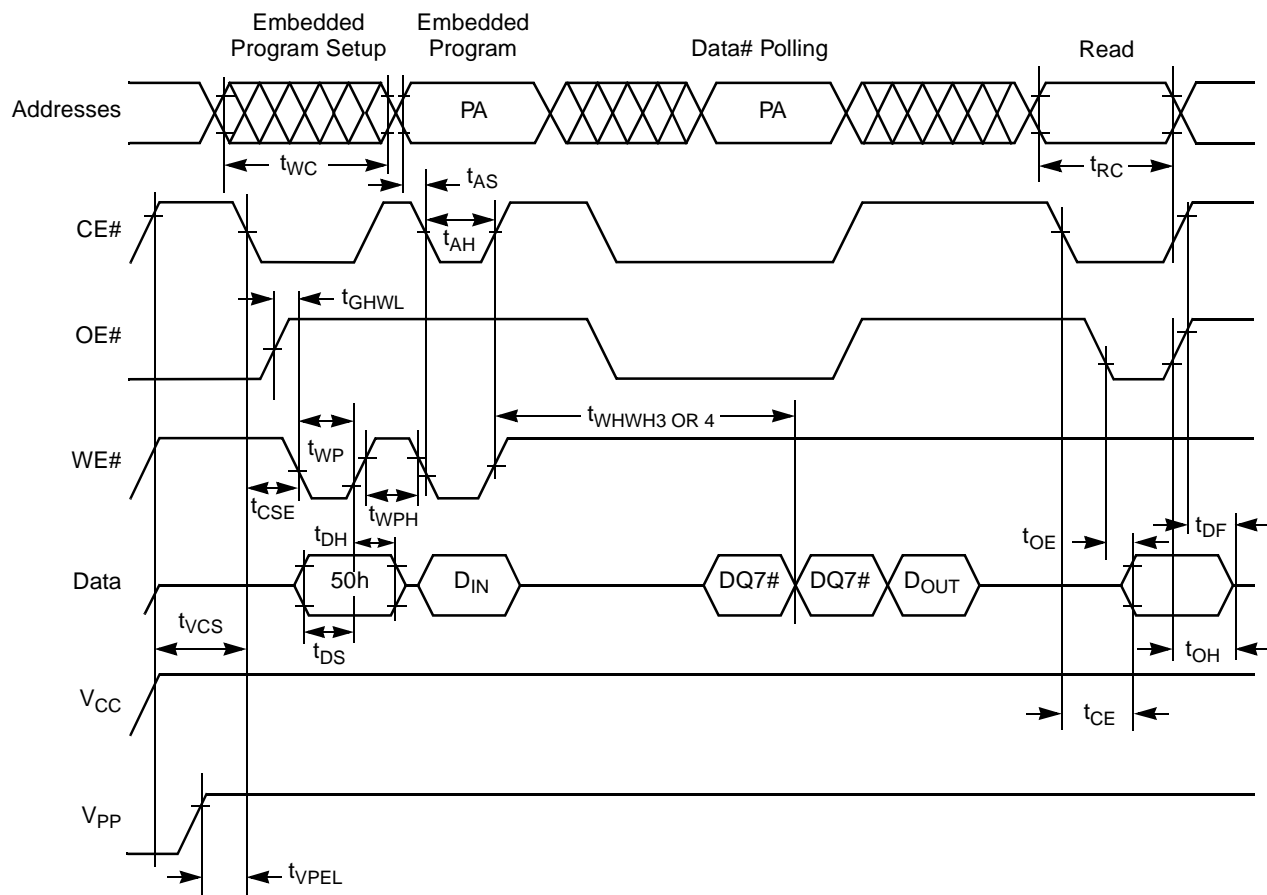 Embedded
Program Setup
Embedded
Program
Data# Polling
Read
Addresses
PA
PA
tWC
tAS
tRC
CE#
tAH
tGHWL
OE#
tWHWH3 OR 4
WE#
tWP
tCSE
tWPH
tDF
tDH
tOE
Data
50h
DIN
DQ7#
DQ7#
DOUT
tVCS
tDS
tOH
VCC
tCE
VPP
tVPEL